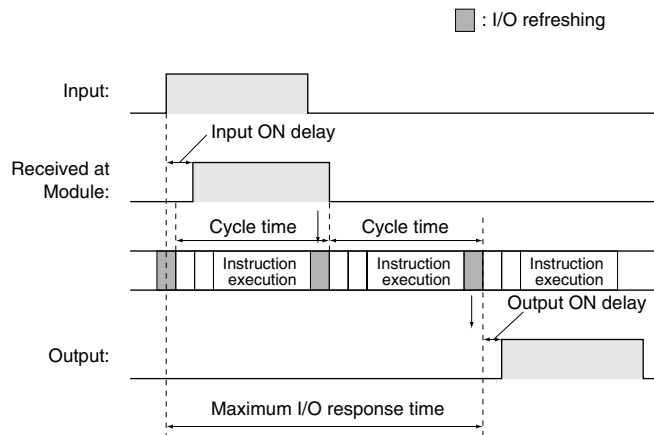 : I/O refreshing
Input:
Input ON delay
Received at
Module:
Cycle time
Cycle time
Instruction
execution
Instruction
execution
Instruction
execution
Output ON delay
Output:
Maximum I/O response time